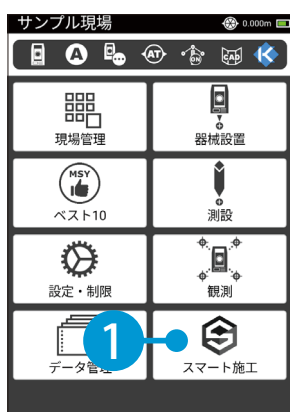 サンプル現場 0.000m
A AT ON CAD
現場管理 器械設置
MSY
ベスト10 測設
設定・制限 観測
1
データ管理 スマート施工